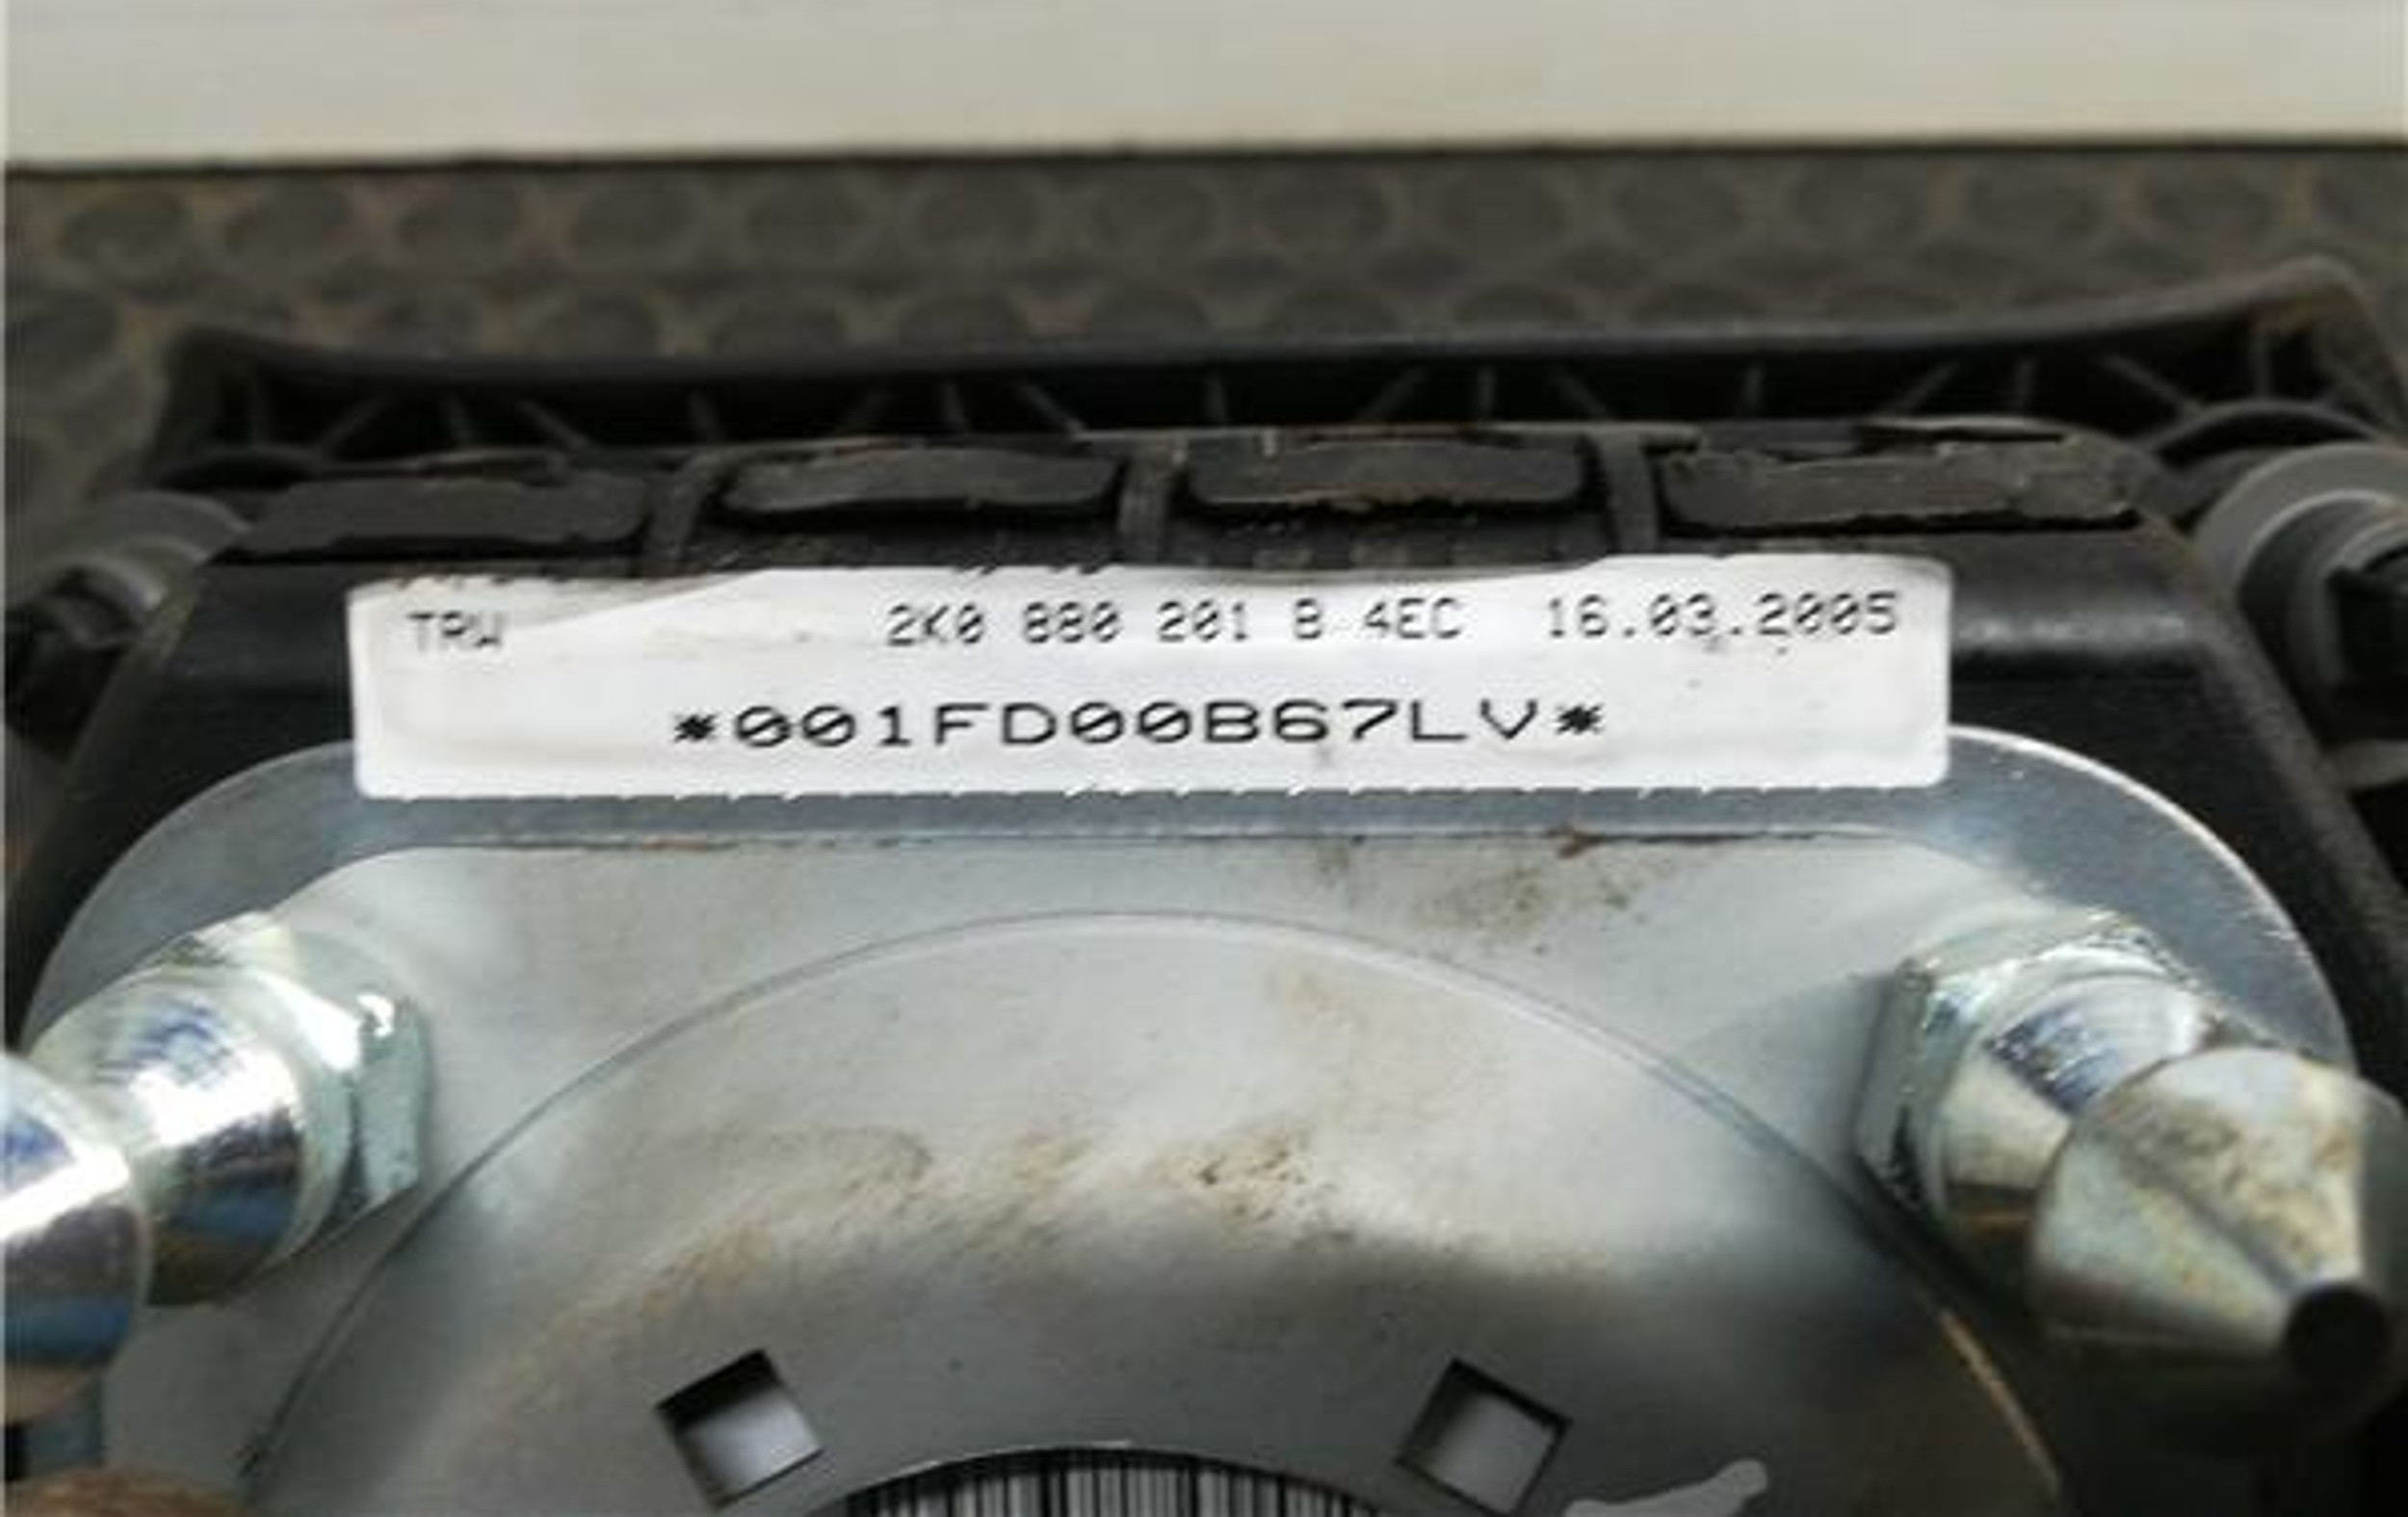 TRW 2K0 880 201 B 4EC 16.03.2005
*001FD00B67LV*